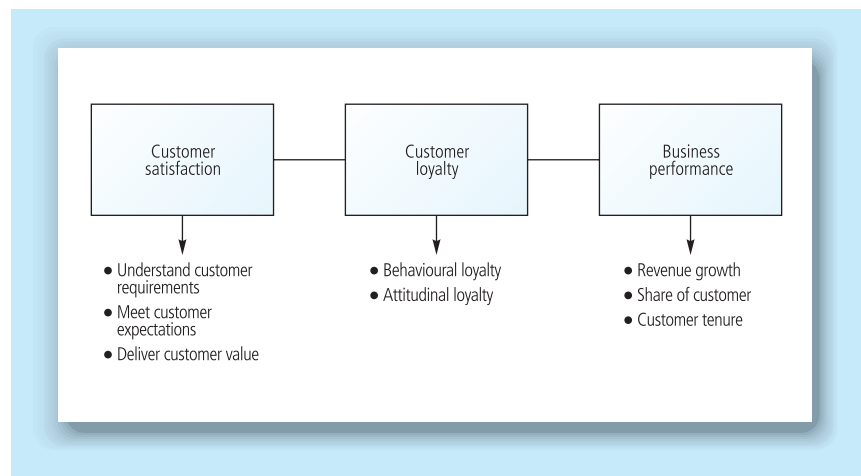 Customer
satisfaction
Customer
loyalty
Business
performance
• Understand customer
requirements
• Meet customer
expectations
• Deliver customer value
• Behavioural loyalty
• Attitudinal loyalty
• Revenue growth
• Share of customer
• Customer tenure